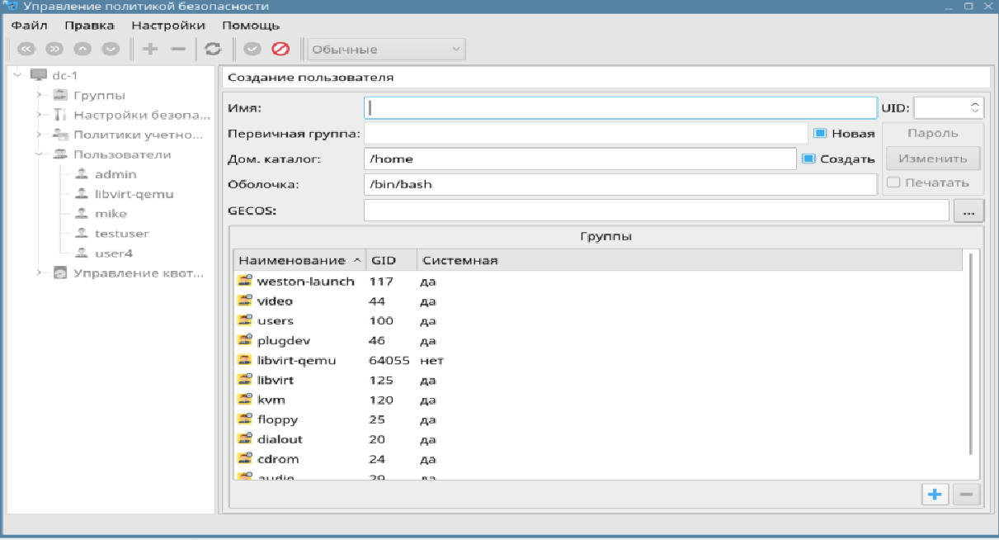 Управление политикой безопасности
Файл Правка Настройки Помощь
Обычные
dc-1
Группы
Настройки безопа...
Политики учетно...
Пользователи
admin
libvirt-qemu
mike
testuser
user4
Управление квот...
Создание пользователя
Имя: UID:
Первичная группа: Новая Пароль
Дом. каталог: /home Создать Изменить
Оболочка: /bin/bash Печатать
GECOS: ...
Группы
Наименование GID Системная
weston-launch 117 да
video 44 да
users 100 да
plugdev 46 да
libvirt-qemu 64055 нет
libvirt 125 да
kvm 120 да
floppy 25 да
dialout 20 да
cdrom 24 да
audio 29 да